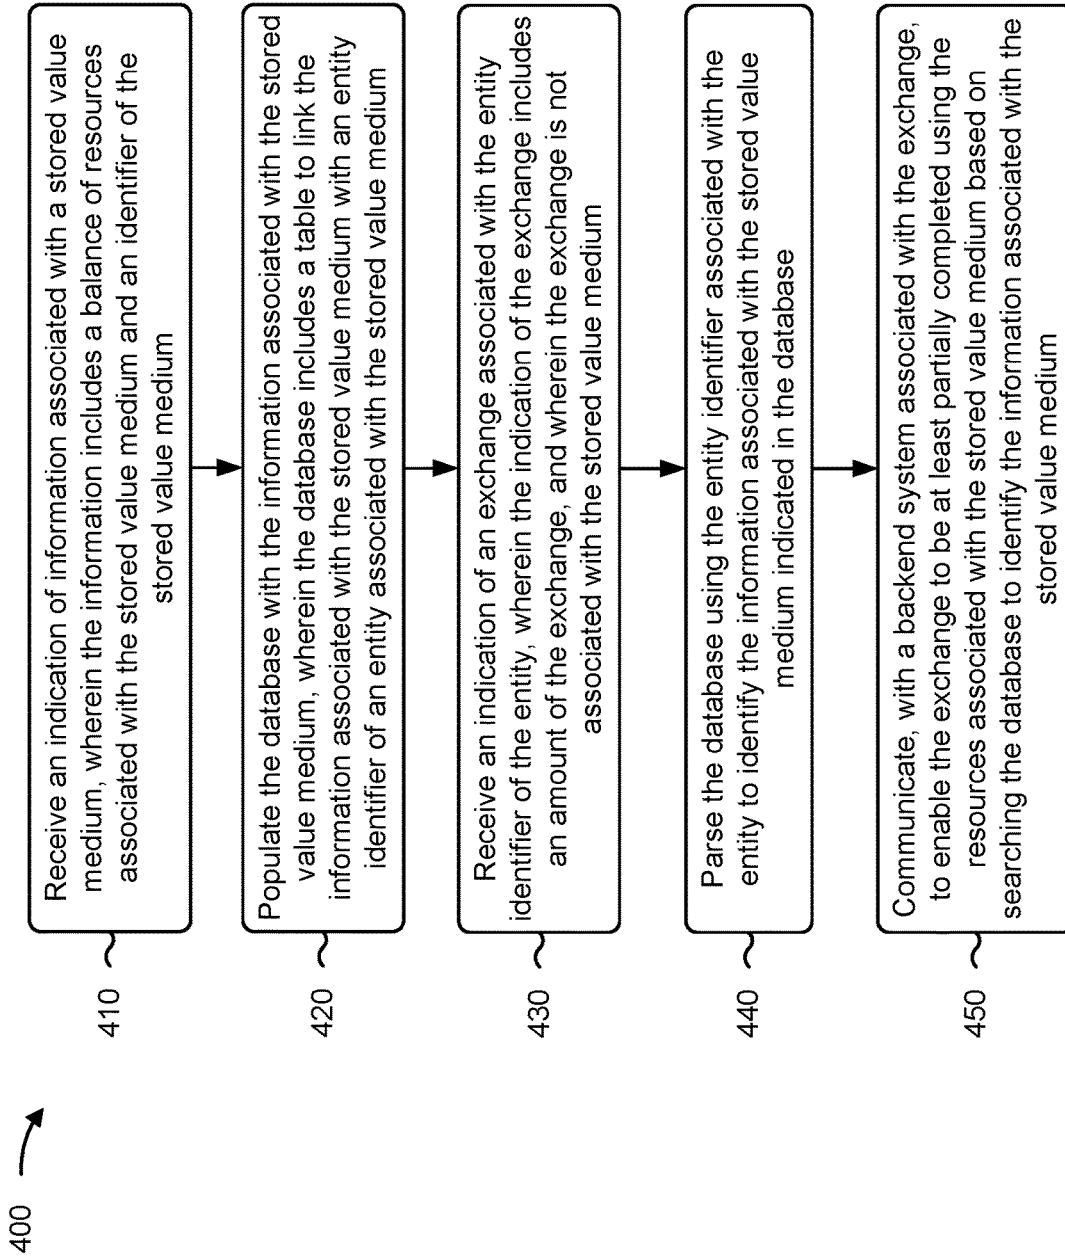 400
410
Receive an indication of information associated with a stored value
medium, wherein the information includes a balance of resources
associated with the stored value medium and an identifier of the
stored value medium
420
Populate the database with the information associated with the stored
value medium, wherein the database includes a table to link the
information associated with the stored value medium with an entity
identifier of an entity associated with the stored value medium
430
Receive an indication of an exchange associated with the entity
identifier of the entity, wherein the indication of the exchange includes
an amount of the exchange, and wherein the exchange is not
associated with the stored value medium
440
Parse the database using the entity identifier associated with the
entity to identify the information associated with the stored value
medium indicated in the database
450
Communicate, with a backend system associated with the exchange,
to enable the exchange to be at least partially completed using the
resources associated with the stored value medium based on
searching the database to identify the information associated with the
stored value medium